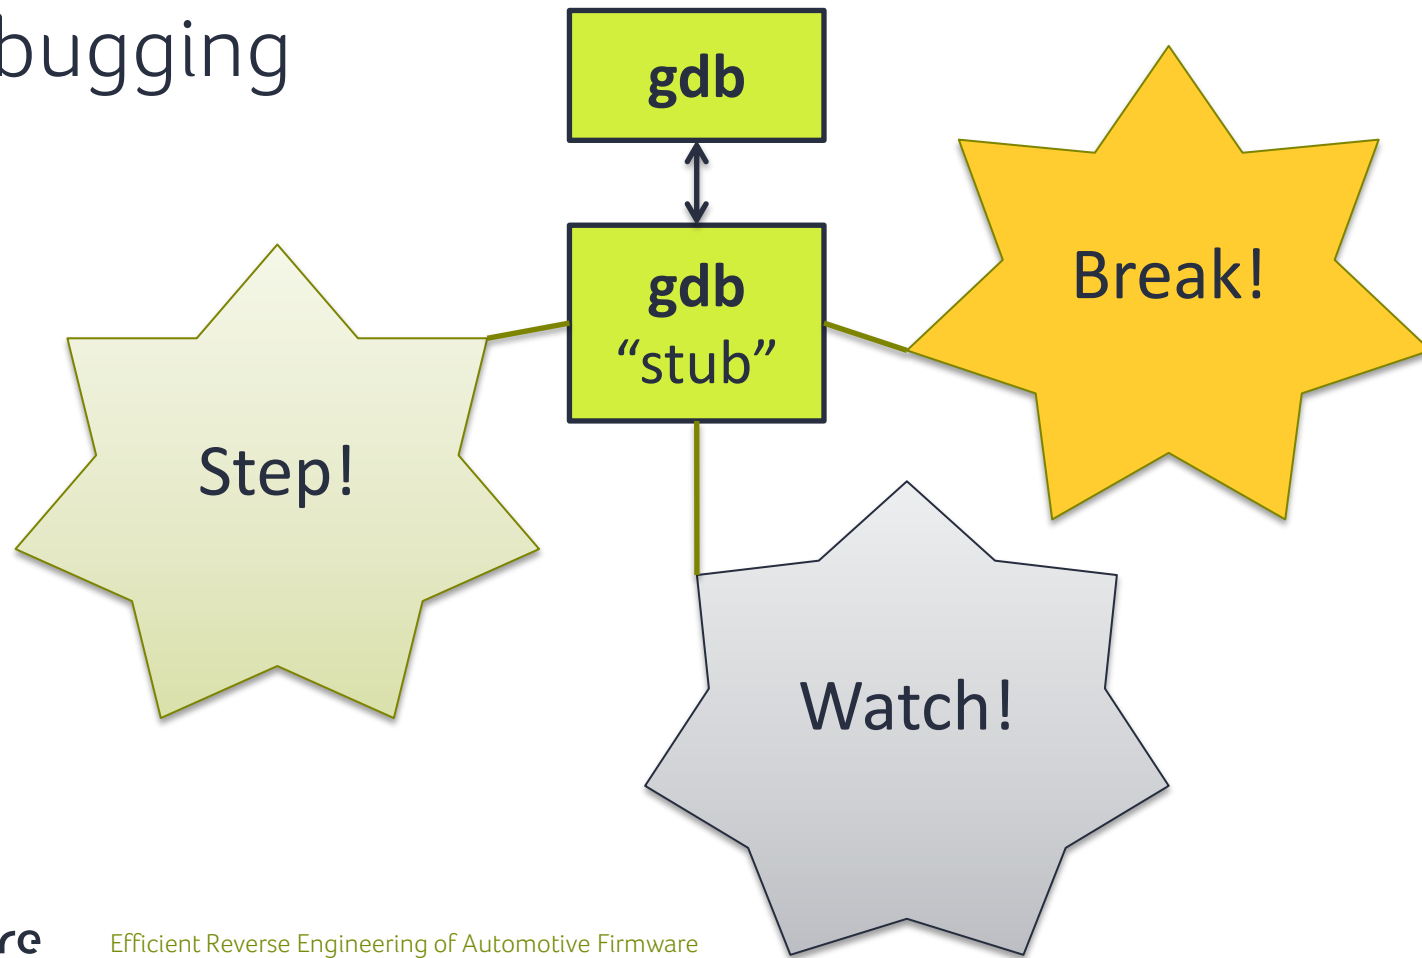 bugging
gdb
gdb
“stub”
Break!
Step!
Watch!
re
Efficient Reverse Engineering of Automotive Firmware